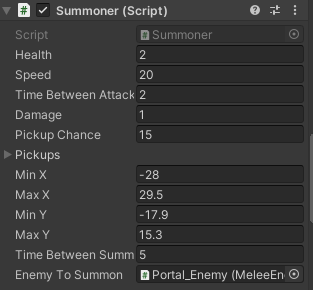 Summoner (Script)
Script Summoner
Health 2
Speed 20
Time Between Attack 2
Damage 1
Pickup Chance 15
Pickups
Min X -28
Max X 29.5
Min Y -17.9
Max Y 15.3
Time Between Summ 5
Enemy To Summon Portal_Enemy (MeleeEn